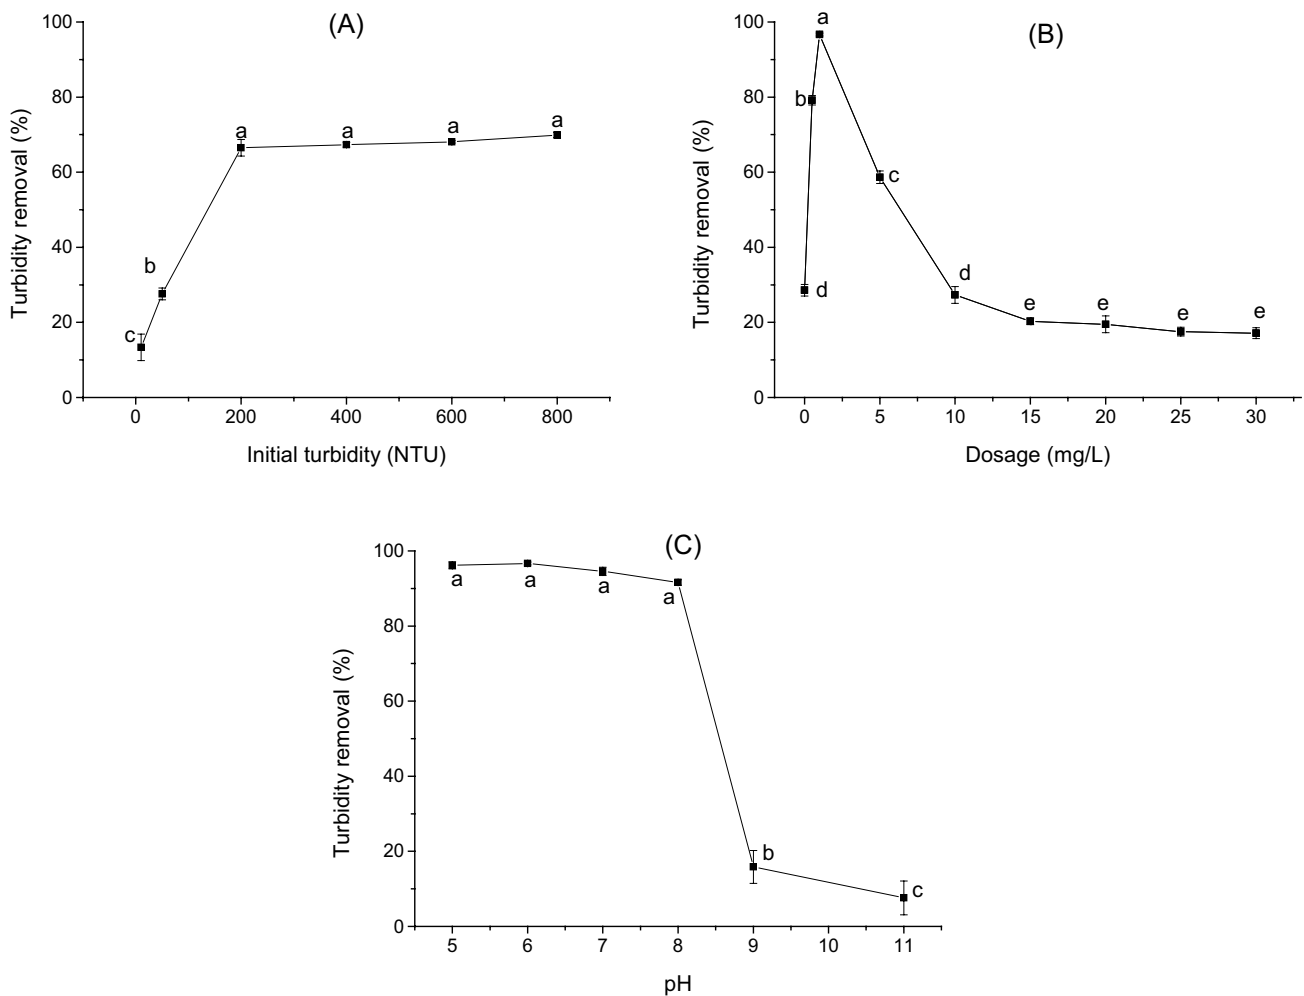 (A)
100
80
60
40
20
0
Turbidity removal (%)
a
a
a
a
b
c
0
200
400
600
800
Initial turbidity (NTU)
(B)
100
80
60
40
20
0
Turbidity removal (%)
a
b
c
d
d
e
e
e
e
0
5
10
15
20
25
30
Dosage (mg/L)
(C)
100
80
60
40
20
0
Turbidity removal (%)
a
a
a
a
b
c
5
6
7
8
9
10
11
pH